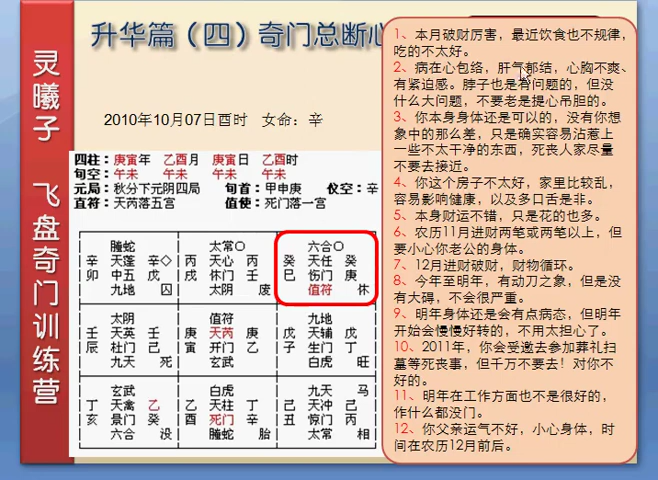 升华篇（四）奇门总断心
灵曦子 飞盘奇门训练营
2010年10月07日酉时 女命：辛
四柱：庚寅年 乙酉月 庚寅日 乙酉时
旬空：午未 午未 午未 午未
元局：秋分下元阴四局 旬首：甲申庚 仪空：辛
直符：天芮落五宫 值使：死门落一宫
螣蛇
辛 天蓬 辛◇
卯 中五 戊
九地 囚
太常〇
丙 天心 丙
戌 休门 壬
太阴 废
六合〇
癸 天任 癸
巳 伤门 庚
值符 休
太阴
壬 天英 壬
辰 杜门 己
九天 死
值符
庚 天芮 庚
寅 开门 乙
玄武
九地
戊 天辅 戊
子 生门 丁
白虎 旺
玄武
丁 天禽 乙
亥 景门 癸
六合 没
白虎
乙 天柱 丁
酉 死门 辛
螣蛇 胎
九天 马
己 天冲 己
丑 惊门 丙
太常 相
1、本月破财厉害，最近饮食也不规律，
吃的不太好。
2、病在心包络，肝气郁结，心胸不爽、
有紧迫感。脖子也是有问题的，但没
什么大问题，不要老是提心吊胆的。
3、你本身身体还是可以的，没有你想
象中的那么差，只是确实容易沾惹上
一些不太干净的东西，死丧人家尽量
不要去接近。
4、你这个房子不太好，家里比较乱，
容易影响健康，以及多口舌是非。
5、本身财运不错，只是花的也多。
6、农历11月进财两笔或两笔以上，但
要小心你老公的身体。
7、12月进财破财，财物循环。
8、今年至明年，有动刀之象，但是没
有大碍，不会很严重。
9、明年身体还是会有点病态，但明年
开始会慢慢好转的，不用太担心了。
10、2011年，你会受邀去参加葬礼扫
墓等死丧事，但千万不要去！对你不
好的。
11、明年在工作方面也不是很好的，
作什么都没门。
12、你父亲运气不好，小心身体，时
间在农历12月前后。